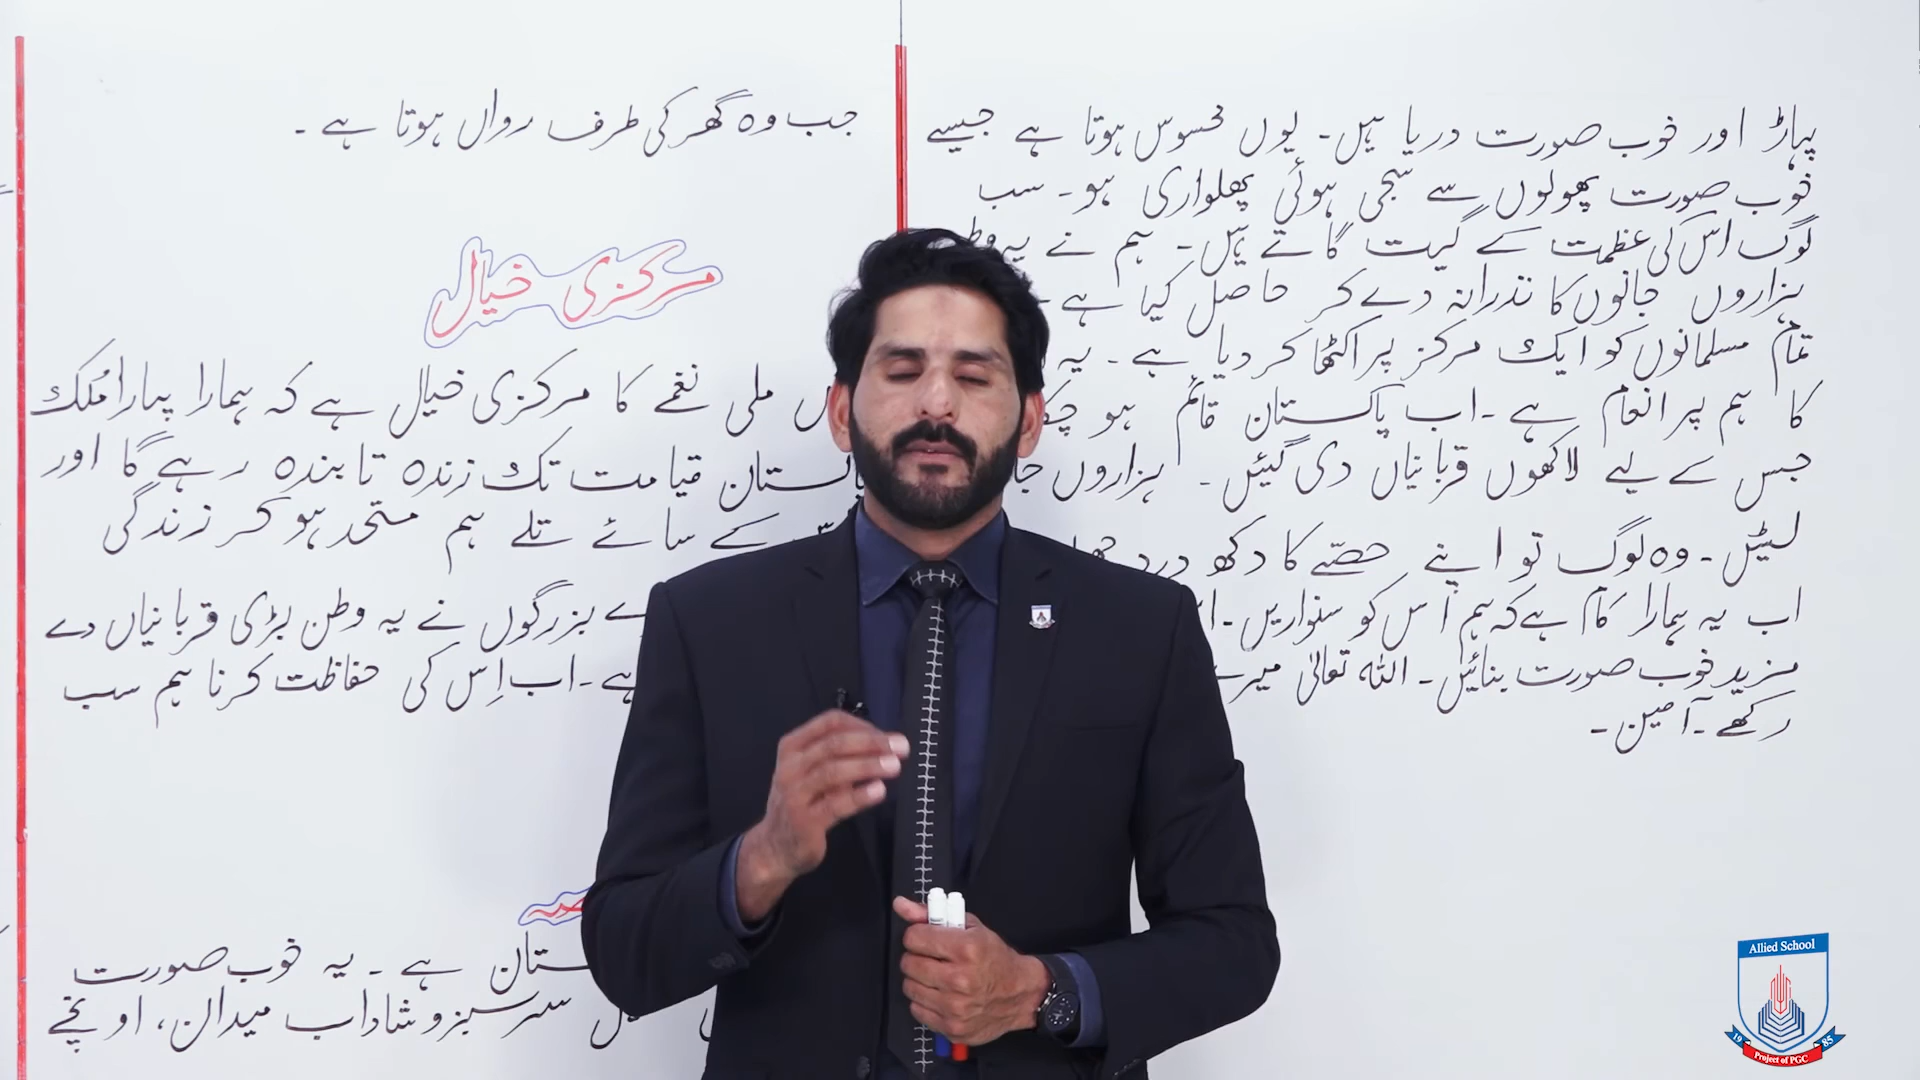 پہاڑ اور خوب صورت دریا ہیں۔ یوں محسوس ہوتا ہے جیسے
خوب صورت پھولوں سے سجی ہوئی پھلواری ہو۔ سب
لوگ اس کی عظمت کے گیت گاتے ہیں۔ ہم نے یہ
ہزاروں جانوں کا نذرانہ دے کر حاصل کیا ہے۔
تمام مسلمانوں کو ایک مرکز پر اکٹھا کر دیا ہے۔ یہ
کا ہم پر انعام ہے۔ اب پاکستان قائم ہو
جس کے لیے لاکھوں قربانیاں دی گئیں۔ ہزاروں
لیٹیں۔ وہ لوگ تو اپنے حصّے کا دکھ درد
اب یہ ہمارا کام ہے کہ ہم اس کو سنواریں۔
مزید خوب صورت بنائیں۔ اللہ تعالیٰ
رکھے۔ آمین۔
جب وہ گھر کی طرف رواں ہوتا ہے۔
مرکزی خیال
ملی نغمے کا مرکزی خیال ہے کہ ہمارا پیارا مُلک
قیامت تک زندہ تابندہ رہے گا اور
کے سائے تلے ہم متحد ہو کر زندگی
بزرگوں نے یہ وطن بڑی قربانیاں دے
ہے۔ اب اِس کی حفاظت کرنا ہم سب
ہے۔ یہ خوب صورت
سرسبز و شاداب میدان، اونچے
Allied School
19 85
Project of PGC